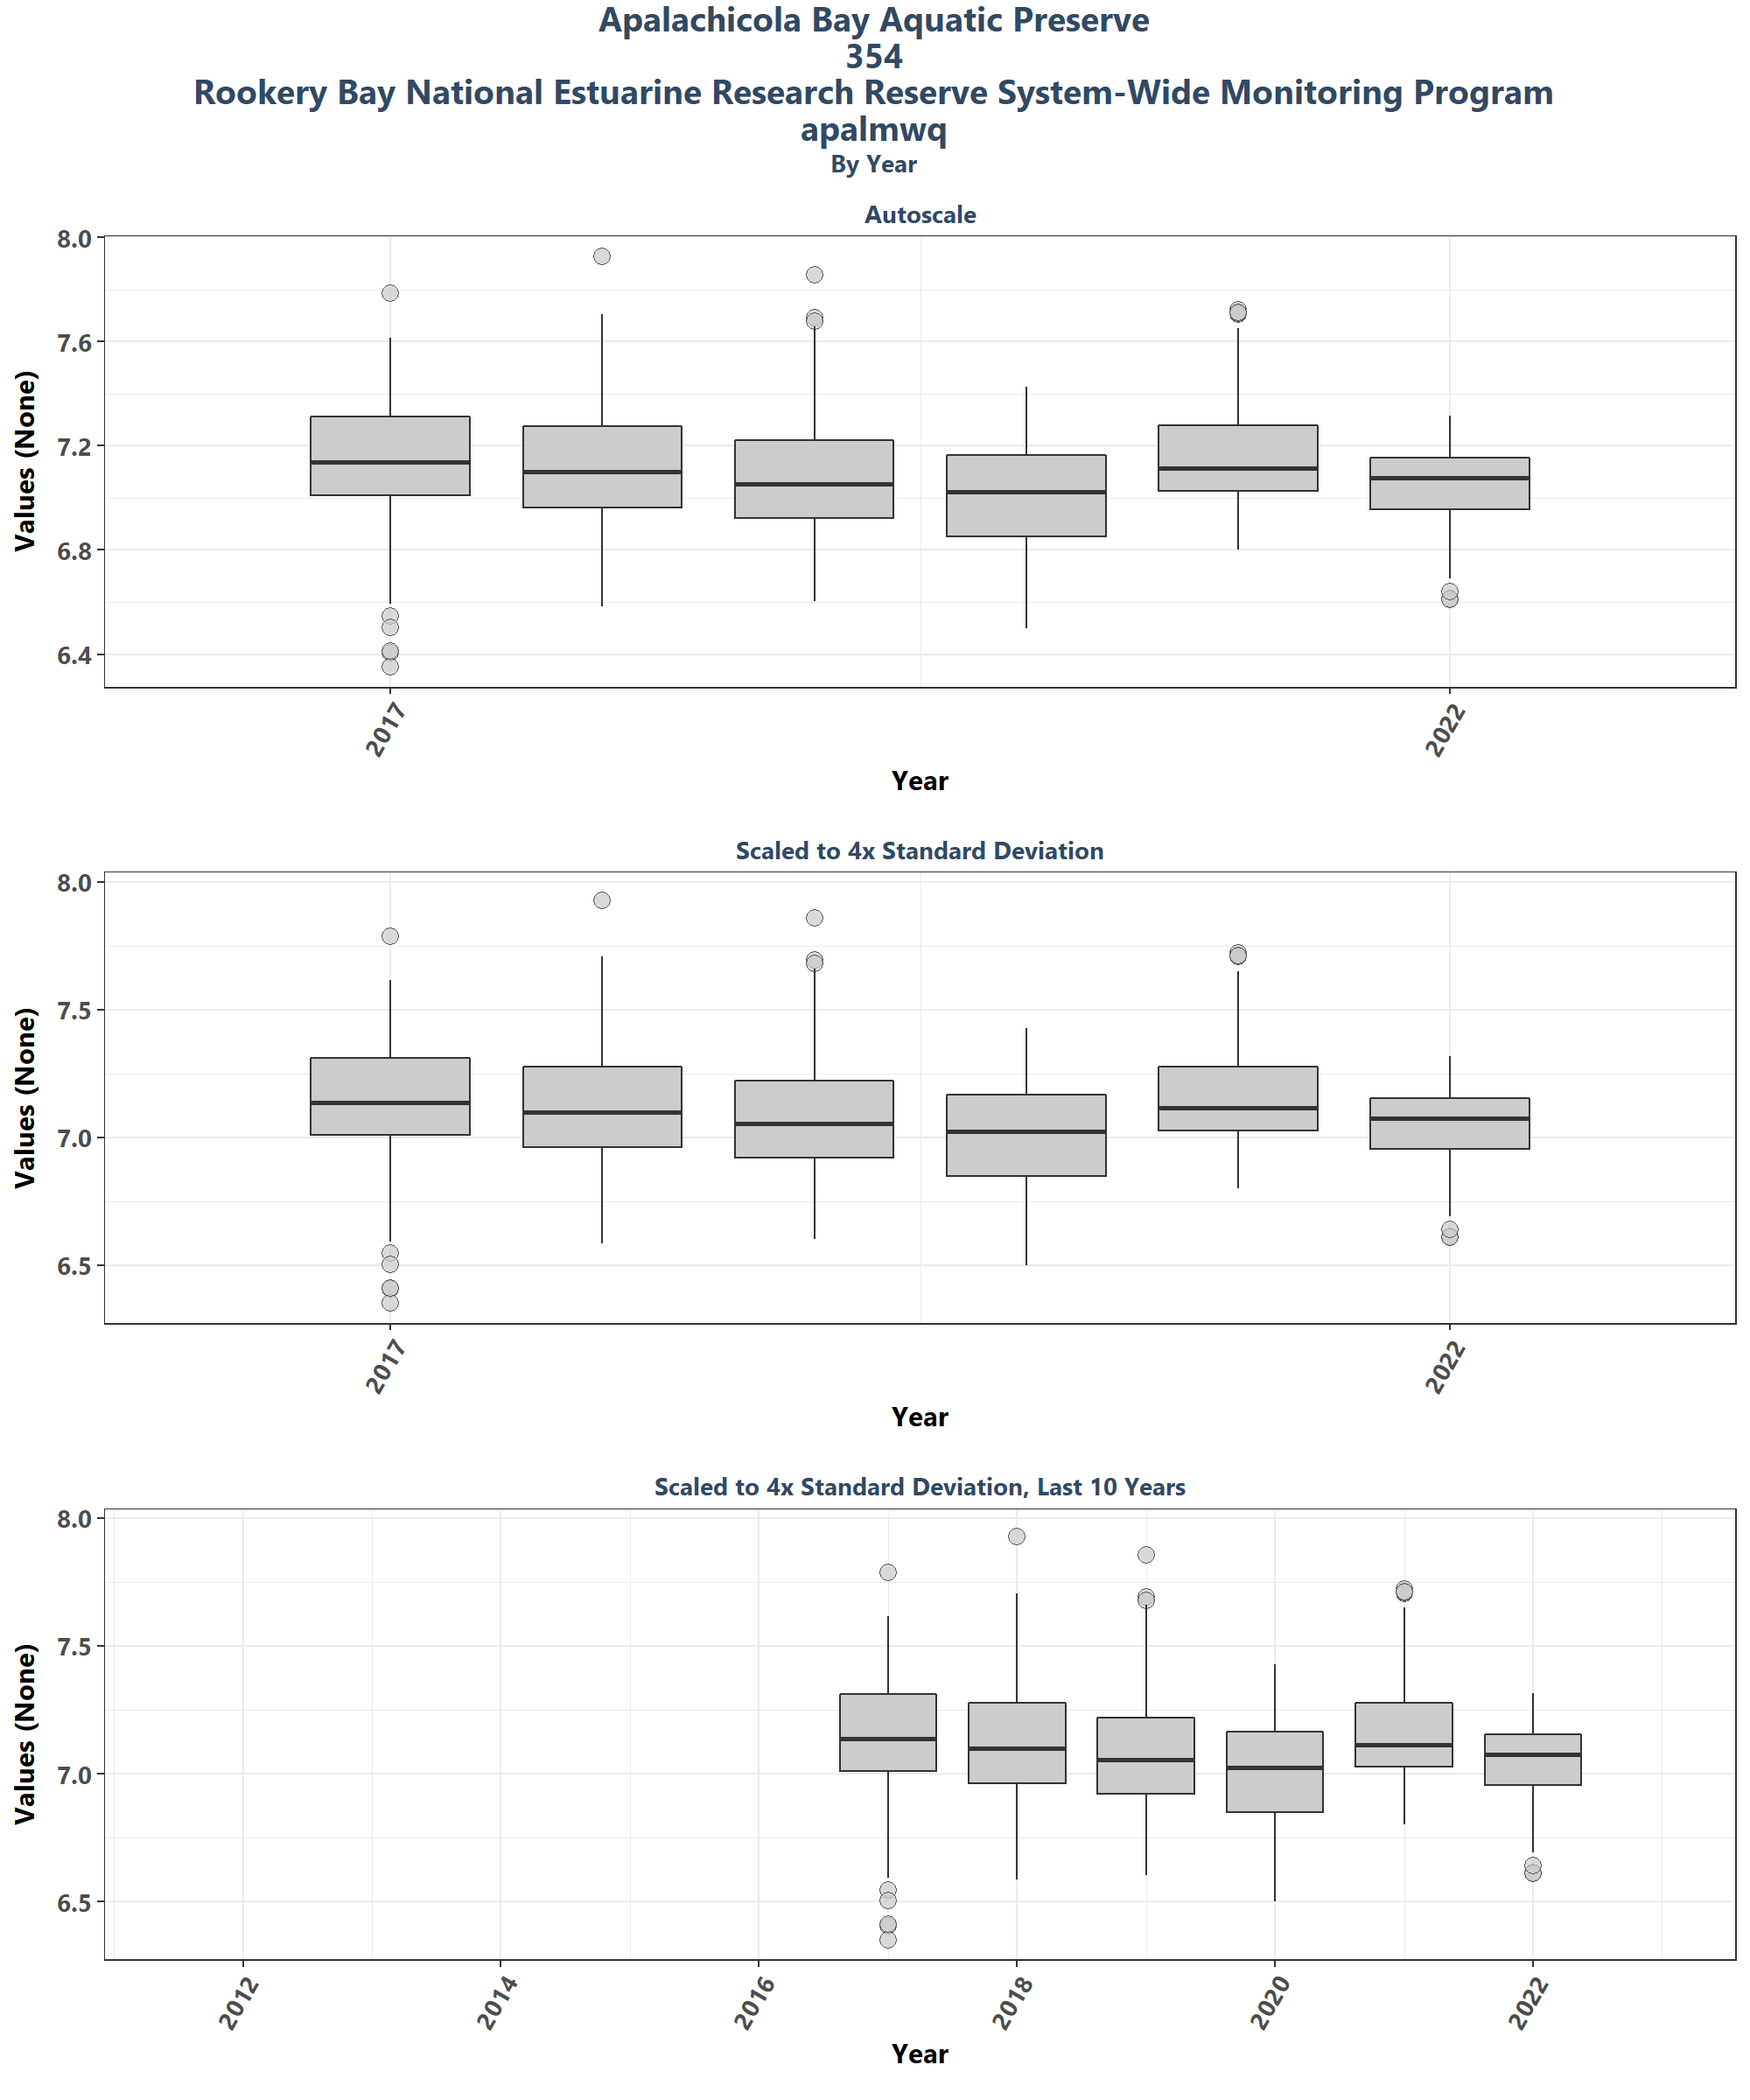 Apalachicola Bay Aquatic Preserve
354
Rookery Bay National Estuarine Research Reserve System-Wide Monitoring Program
apalmwq
By Year
Autoscale
Values (None)
8.0
7.6
7.2
6.8
6.4
2017
2022
Year
Scaled to 4x Standard Deviation
Values (None)
8.0
7.5
7.0
6.5
2017
2022
Year
Scaled to 4x Standard Deviation, Last 10 Years
Values (None)
8.0
7.5
7.0
6.5
2012
2014
2016
2018
2020
2022
Year